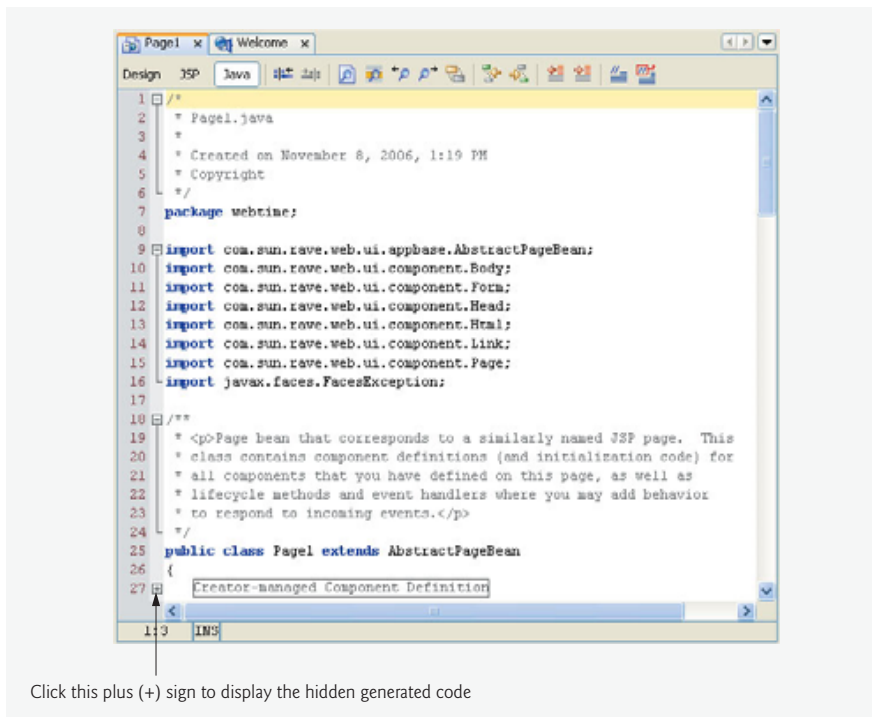 Page1 x Welcome x
Design JSP Java
1 /*
2 * Page1.java
3 *
4 * Created on November 8, 2006, 1:19 PM
5 * Copyright
6 */
7 package webtime;
8
9 import com.sun.rave.web.ui.appbase.AbstractPageBean;
10 import com.sun.rave.web.ui.component.Body;
11 import com.sun.rave.web.ui.component.Form;
12 import com.sun.rave.web.ui.component.Head;
13 import com.sun.rave.web.ui.component.Html;
14 import com.sun.rave.web.ui.component.Link;
15 import com.sun.rave.web.ui.component.Page;
16 import javax.faces.FacesException;
17
18 /**
19 * <p>Page bean that corresponds to a similarly named JSP page. This
20 * class contains component definitions (and initialization code) for
21 * all components that you have defined on this page, as well as
22 * lifecycle methods and event handlers where you may add behavior
23 * to respond to incoming events.</p>
24 */
25 public class Page1 extends AbstractPageBean
26 {
27 Creator-managed Component Definition
1:3 INS
Click this plus (+) sign to display the hidden generated code